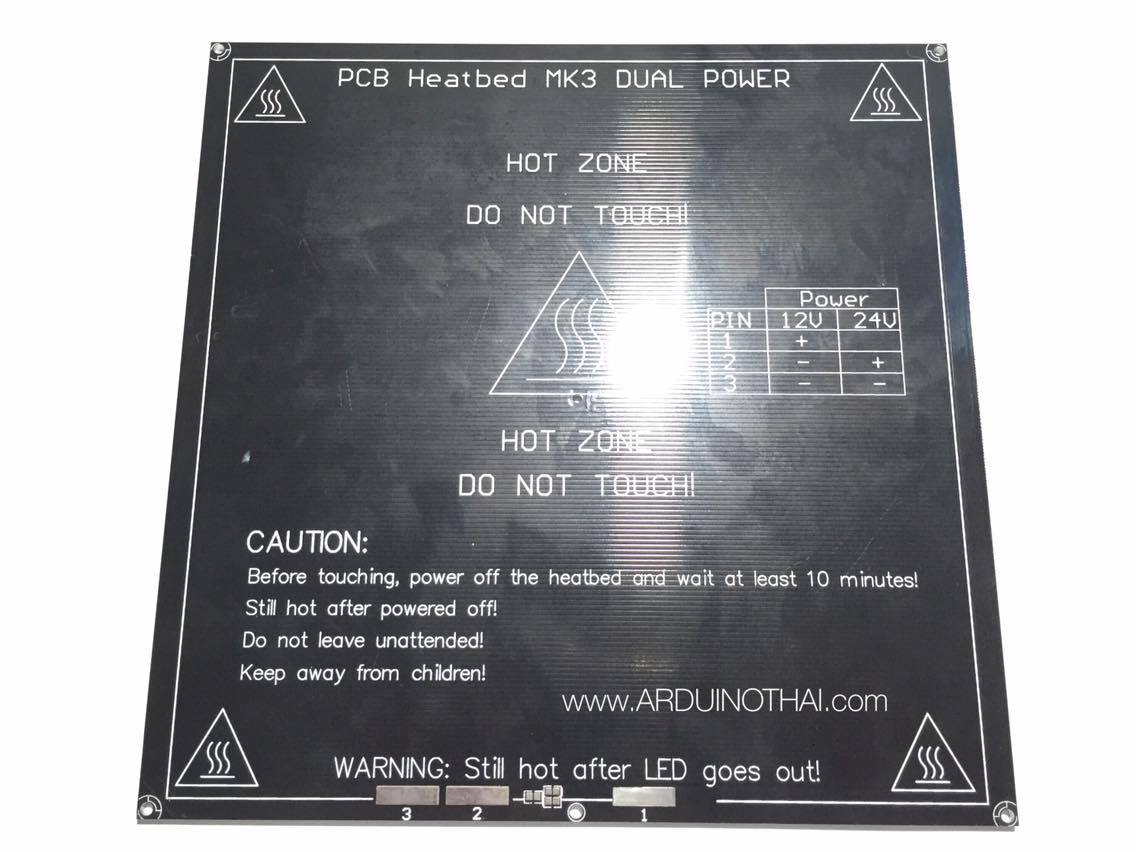 PCB Heatbed MK3 DUAL POWER
HOT ZONE
DO NOT TOUCH!
Power
PIN 12V 24V
1 +
2 - +
3 - -
HOT ZONE
DO NOT TOUCH!
CAUTION:
Before touching, power off the heatbed and wait at least 10 minutes!
Still hot after powered off!
Do not leave unattended!
Keep away from children!
www.ARDUINOTHAI.com
WARNING: Still hot after LED goes out!
3 2 1